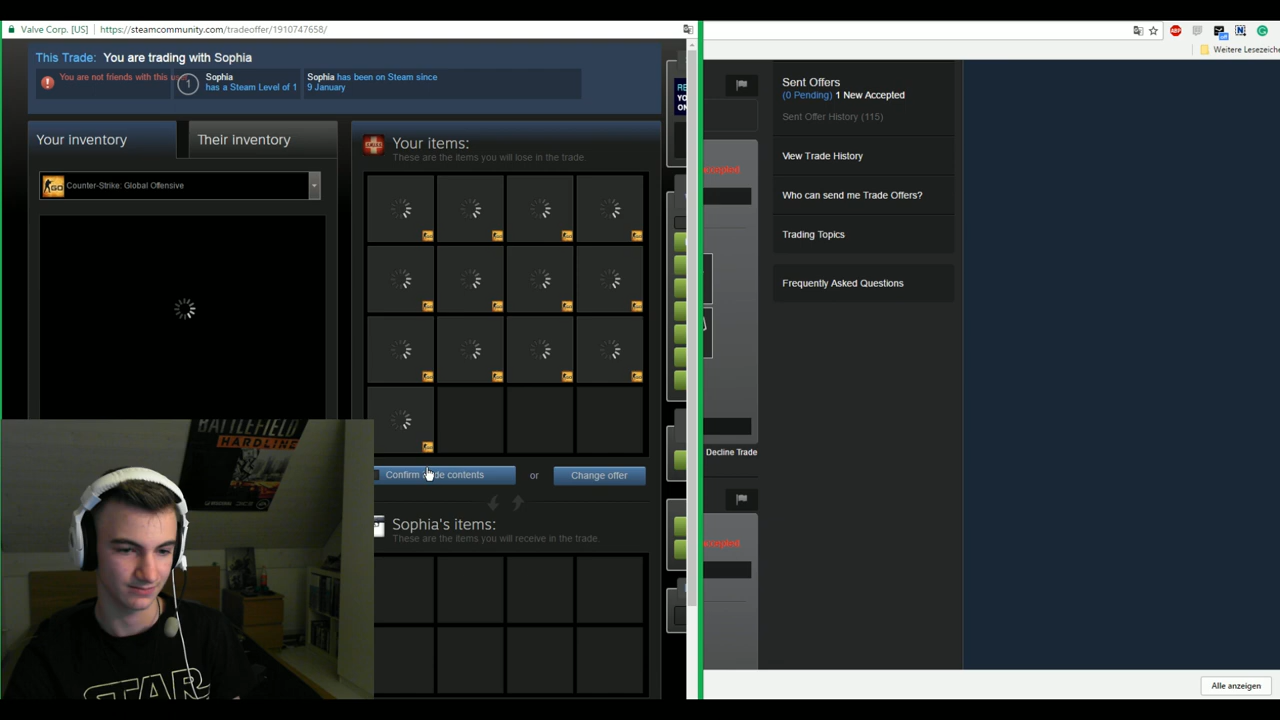 Valve Corp. [US] https://steamcommunity.com/tradeoffer/1910747658/
This Trade: You are trading with Sophia
You are not friends with this
1
Sophia
has a Steam Level of 1
Sophia has been on Steam since
9 January
Your inventory
Their inventory
Counter-Strike: Global Offensive
Your items:
These are the items you will lose in the trade.
Confirm contents
or
Change offer
Sophia's items:
These are the items you will receive in the trade.
BATTLEFIELD
HARDLINE
STAR
ABP
Weitere Lesezeiche
Sent Offers
(0 Pending) 1 New Accepted
Sent Offer History (115)
View Trade History
Who can send me Trade Offers?
Trading Topics
Frequently Asked Questions
Decline Trade
Alle anzeigen